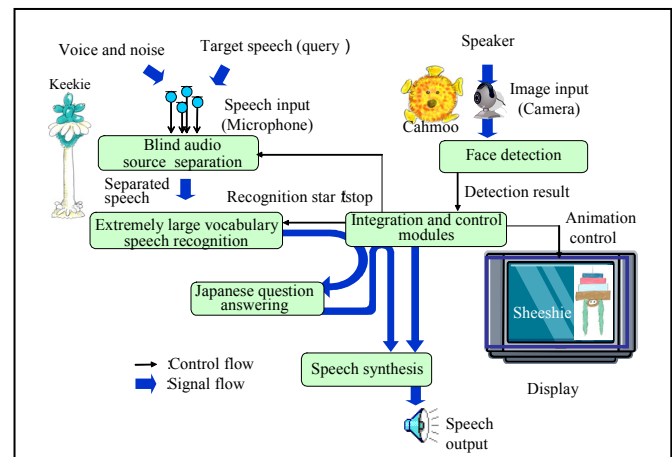 Voice and noise
Target speech (query )
Speaker
Keekie
Speech input
(Microphone)
Cahmoo
Image input
(Camera)
Blind audio
source separation
Face detection
Separated
speech
Recognition star tstop
Detection result
Extremely large vocabulary
speech recognition
Integration and control
modules
Animation
control
Japanese question
answering
Sheeshie
:Control flow
:Signal flow
Speech synthesis
Display
Speech
output